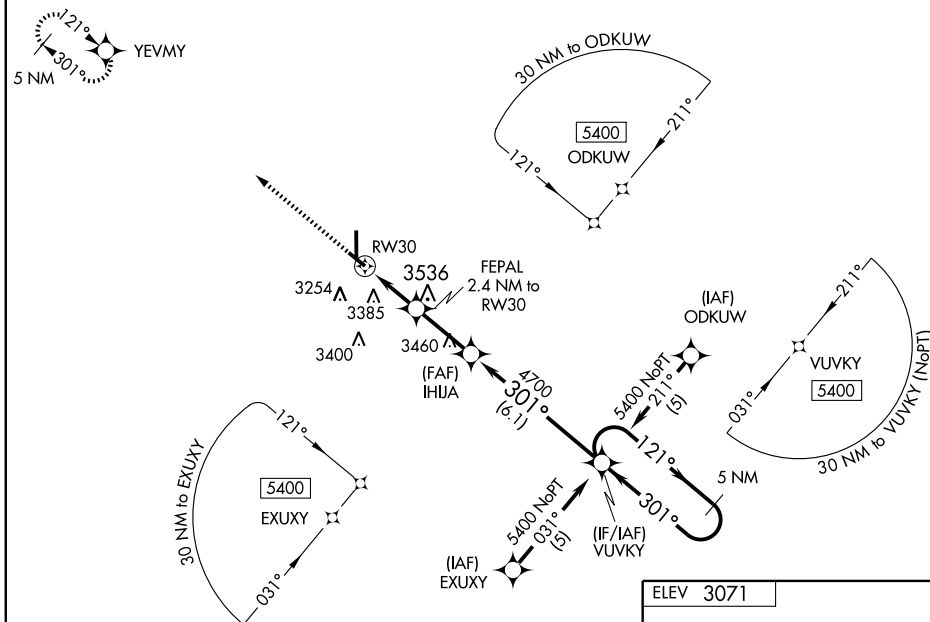 121°
301°
5 NM
YEVMY
30 NM to ODKUW
5400
ODKUW
121°
211°
RW30
3254
3385
3536
3400
3460
FEPAL
2.4 NM to
RW30
(FAF)
IHIJA
4700
301°
(6.1)
(IAF)
ODKUW
5400 NoPT
211°
(5)
211°
VUVKY
5400
031°
30 NM to VUVKY (NoPT)
30 NM to EXUXY
121°
5400
EXUXY
031°
121°
301°
5 NM
5400 NoPT
031°
(5)
(IF/IAF)
VUVKY
(IAF)
EXUXY
ELEV 3071